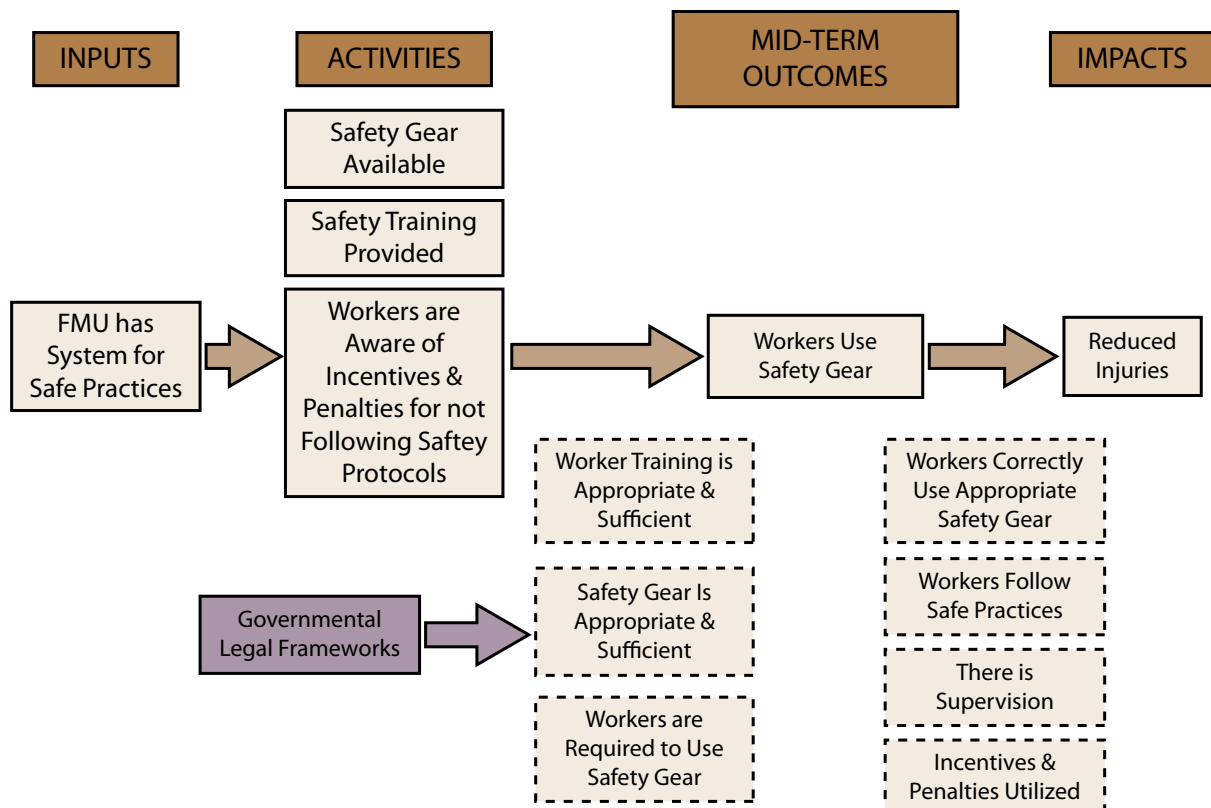 INPUTS
ACTIVITIES
MID-TERM
OUTCOMES
IMPACTS
Safety Gear
Available
Safety Training
Provided
FMU has
System for
Safe Practices
Workers are
Aware of
Incentives &
Penalties for not
Following Saftey
Protocols
Workers Use
Safety Gear
Reduced
Injuries
Worker Training is
Appropriate &
Sufficient
Workers Correctly
Use Appropriate
Safety Gear
Governmental
Legal Frameworks
Safety Gear Is
Appropriate &
Sufficient
Workers Follow
Safe Practices
There is
Supervision
Workers are
Required to Use
Safety Gear
Incentives &
Penalties Utilized